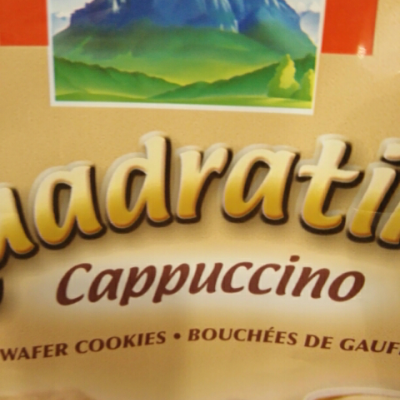 uadrati
Cappuccino
WAFER COOKIES • BOUCHÉES DE GAUF